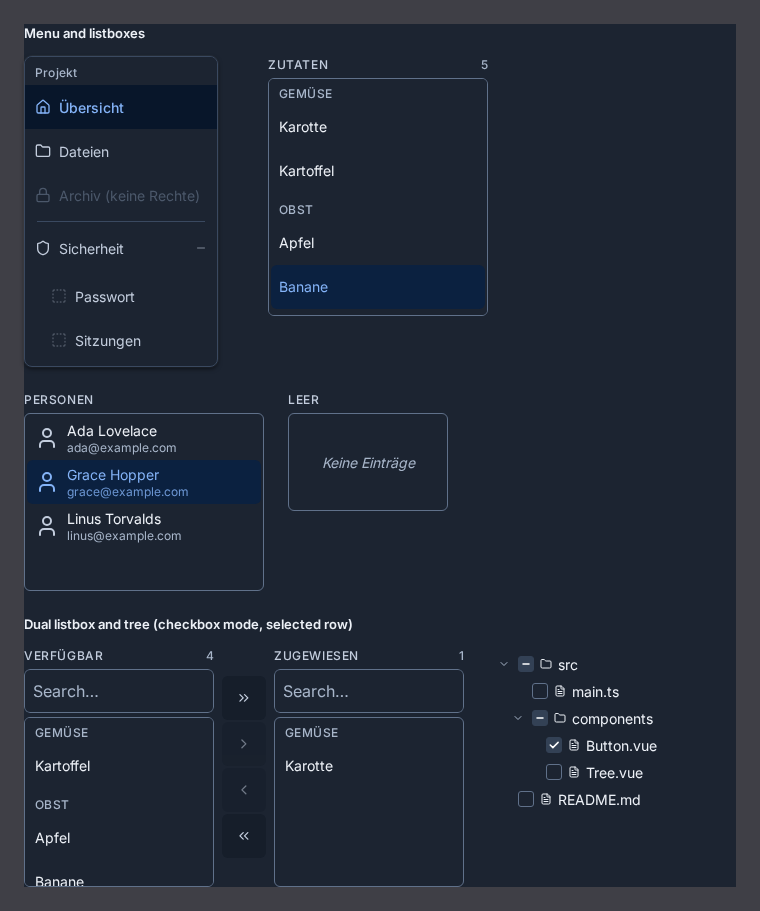 Menu and listboxes
Projekt
Übersicht
Dateien
Archiv (keine Rechte)
Sicherheit
Passwort
Sitzungen
ZUTATEN 5
GEMÜSE
Karotte
Kartoffel
OBST
Apfel
Banane
PERSONEN
Ada Lovelace
ada@example.com
Grace Hopper
grace@example.com
Linus Torvalds
linus@example.com
LEER
Keine Einträge
Dual listbox and tree (checkbox mode, selected row)
VERFÜGBAR 4
Search...
GEMÜSE
Kartoffel
OBST
Apfel
Banane
ZUGEWIESEN 1
Search...
GEMÜSE
Karotte
src
main.ts
components
Button.vue
Tree.vue
README.md